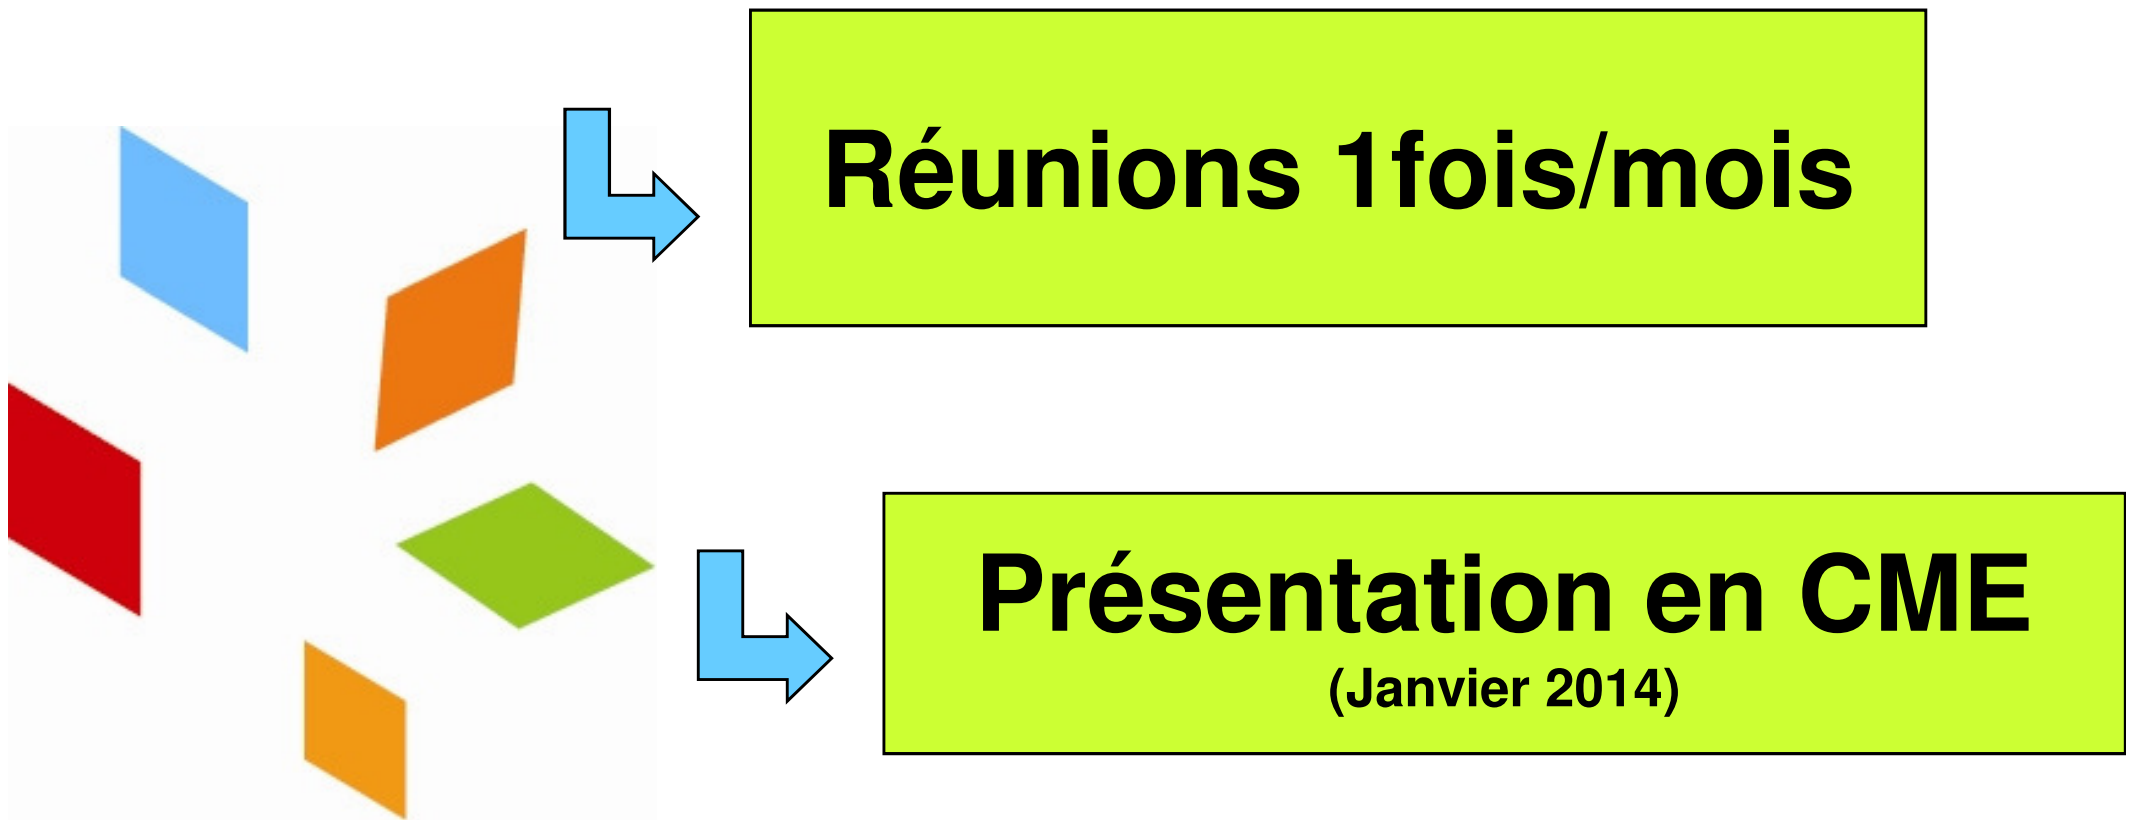 Réunions 1fois/mois
Présentation en CME
(Janvier 2014)